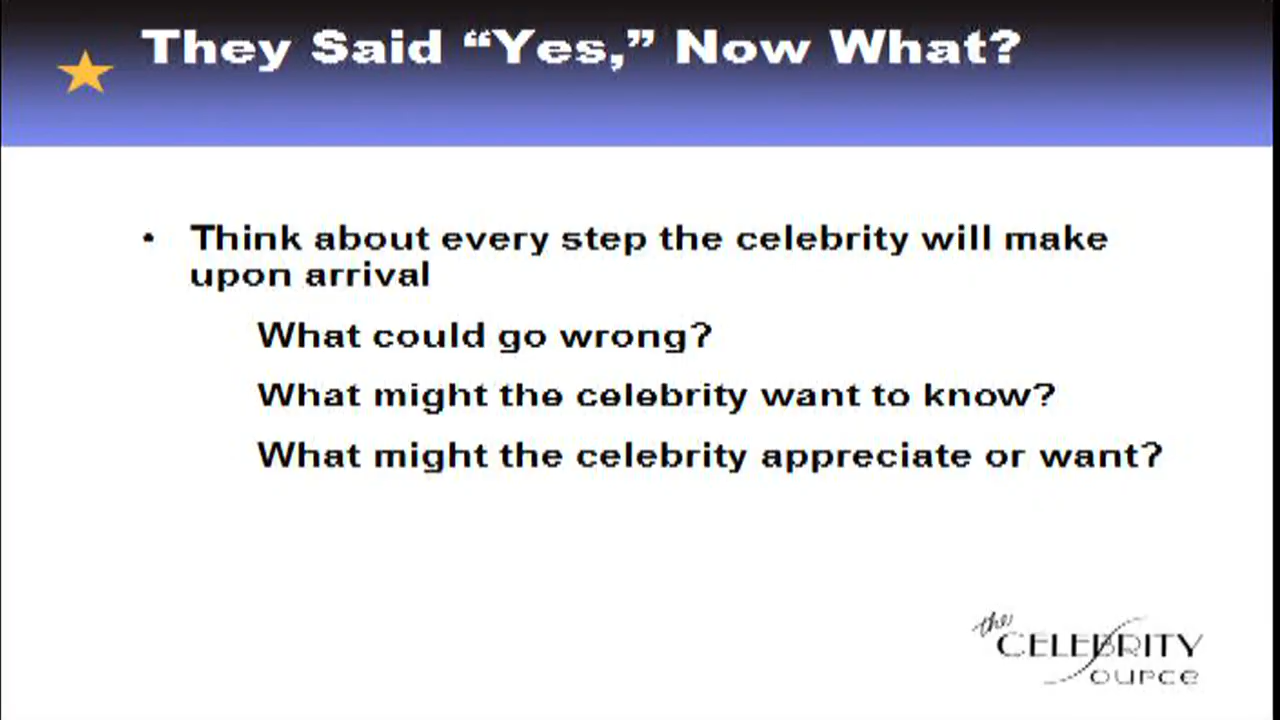 They Said “Yes,” Now What?
• Think about every step the celebrity will make
upon arrival
What could go wrong?
What might the celebrity want to know?
What might the celebrity appreciate or want?
the
CELEBRITY
Source